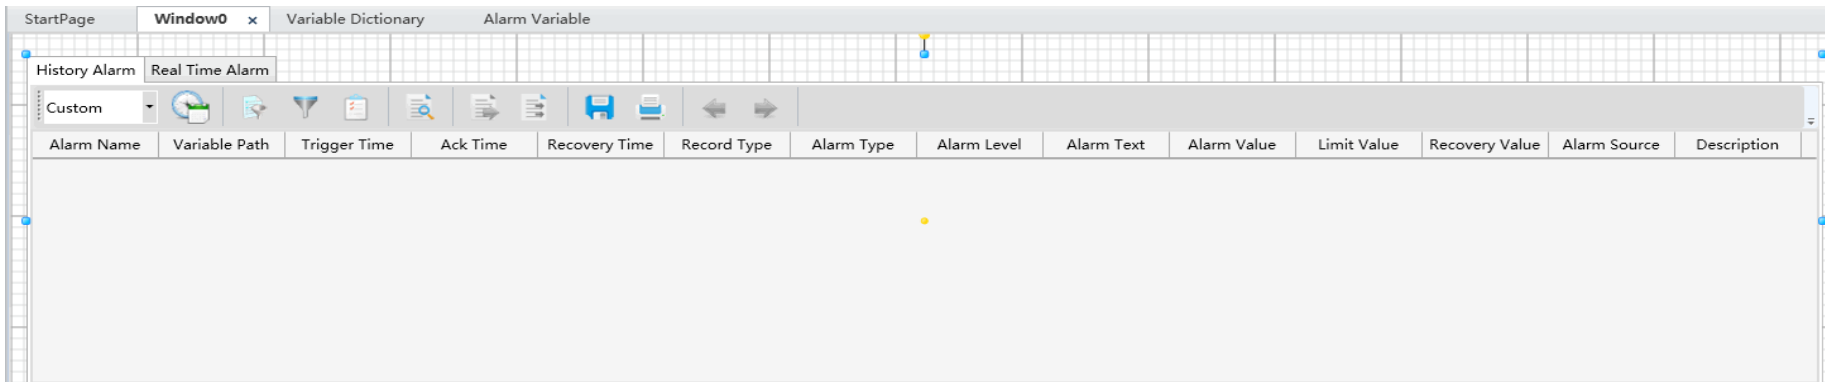 StartPage Window0 x Variable Dictionary Alarm Variable
History Alarm Real Time Alarm
Custom
Alarm Name Variable Path Trigger Time Ack Time Recovery Time Record Type Alarm Type Alarm Level Alarm Text Alarm Value Limit Value Recovery Value Alarm Source Description